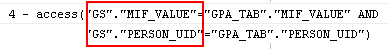 4 - access("GS"."MIF_VALUE"="GPA_TAB"."MIF_VALUE" AND
"GS"."PERSON_UID"="GPA_TAB"."PERSON_UID")